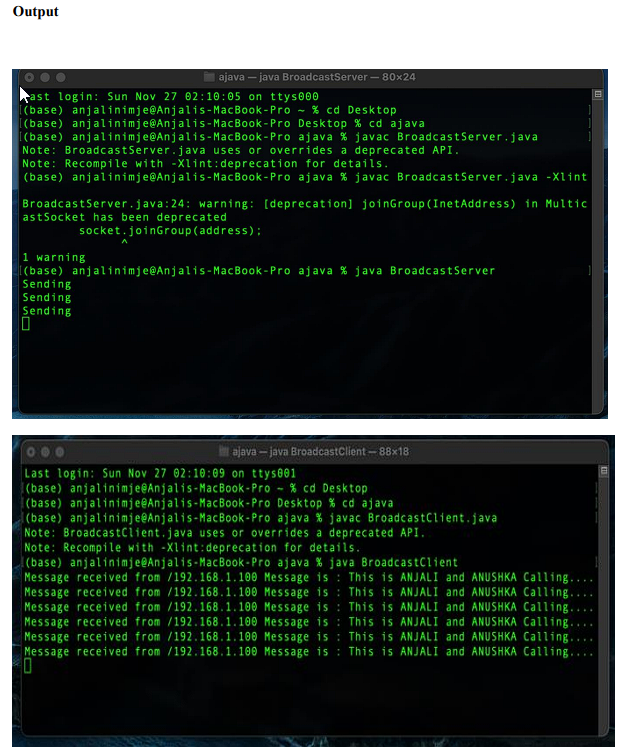 Output
ajava — java BroadcastServer — 80×24
Last login: Sun Nov 27 02:10:05 on ttys000
(base) anjalinimje@Anjalis-MacBook-Pro ~ % cd Desktop
(base) anjalinimje@Anjalis-MacBook-Pro Desktop % cd ajava
(base) anjalinimje@Anjalis-MacBook-Pro ajava % javac BroadcastServer.java
Note: BroadcastServer.java uses or overrides a deprecated API.
Note: Recompile with -Xlint:deprecation for details.
(base) anjalinimje@Anjalis-MacBook-Pro ajava % javac BroadcastServer.java -Xlint
BroadcastServer.java:24: warning: [deprecation] joinGroup(InetAddress) in Multic
astSocket has been deprecated
socket.joinGroup(address);
^
1 warning
(base) anjalinimje@Anjalis-MacBook-Pro ajava % java BroadcastServer
Sending
Sending
Sending
ajava — java BroadcastClient — 88×18
Last login: Sun Nov 27 02:10:09 on ttys001
(base) anjalinimje@Anjalis-MacBook-Pro ~ % cd Desktop
(base) anjalinimje@Anjalis-MacBook-Pro Desktop % cd ajava
(base) anjalinimje@Anjalis-MacBook-Pro ajava % javac BroadcastClient.java
Note: BroadcastClient.java uses or overrides a deprecated API.
Note: Recompile with -Xlint:deprecation for details.
(base) anjalinimje@Anjalis-MacBook-Pro ajava % java BroadcastClient
Message received from /192.168.1.100 Message is : This is ANJALI and ANUSHKA Calling....
Message received from /192.168.1.100 Message is : This is ANJALI and ANUSHKA Calling....
Message received from /192.168.1.100 Message is : This is ANJALI and ANUSHKA Calling....
Message received from /192.168.1.100 Message is : This is ANJALI and ANUSHKA Calling....
Message received from /192.168.1.100 Message is : This is ANJALI and ANUSHKA Calling....
Message received from /192.168.1.100 Message is : This is ANJALI and ANUSHKA Calling....